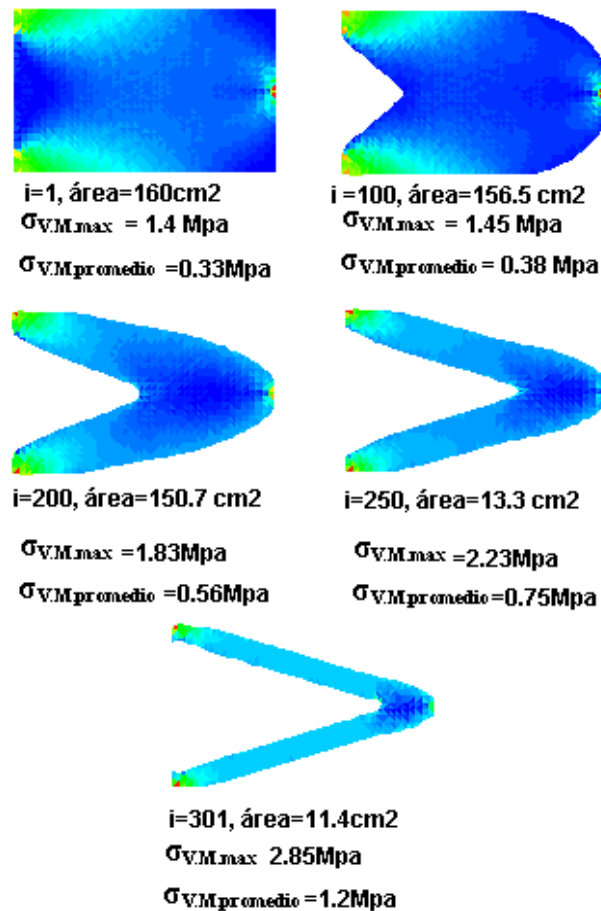 i=1, área=160cm2
σV.M.max = 1.4 Mpa
σV.M.promedio =0.33Mpa
i =100, área=156.5 cm2
σV.M.max = 1.45 Mpa
σV.M.promedio = 0.38 Mpa
i=200, área=150.7 cm2
σV.M.max =1.83Mpa
σV.M.promedio =0.56Mpa
i=250, área=13.3 cm2
σV.M.max =2.23Mpa
σV.M.promedio=0.75Mpa
i=301, área=11.4cm2
σV.M.max 2.85Mpa
σV.M.promedio =1.2Mpa